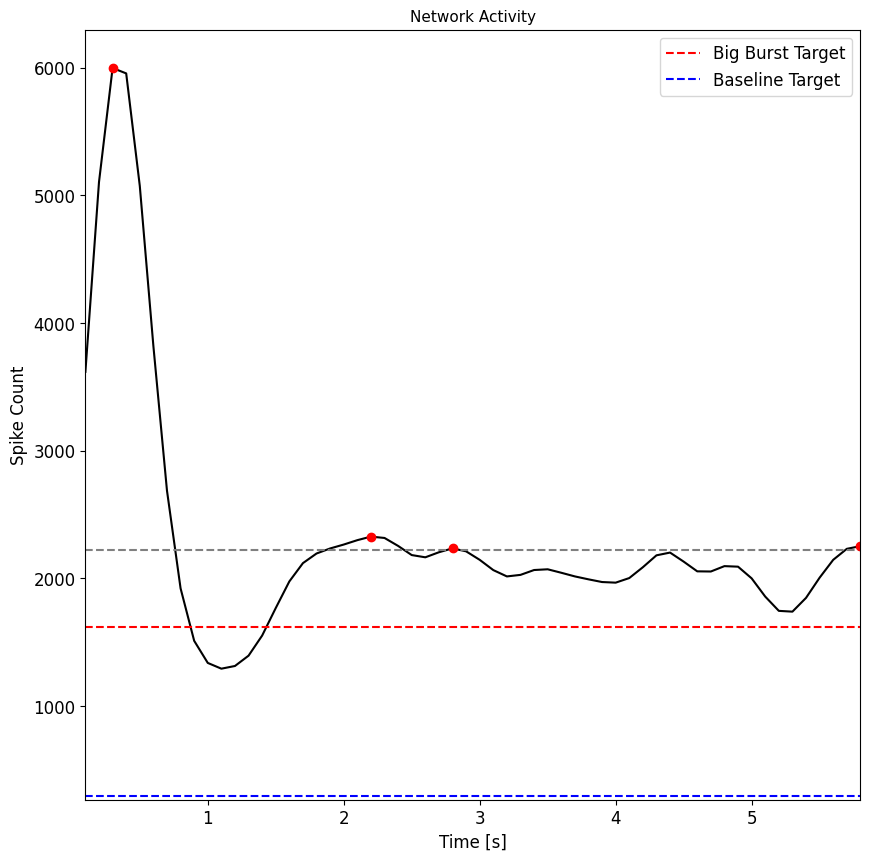 Network Activity
Big Burst Target
Baseline Target
6000
5000
4000
3000
2000
1000
Spike Count
1
2
3
4
5
Time [s]